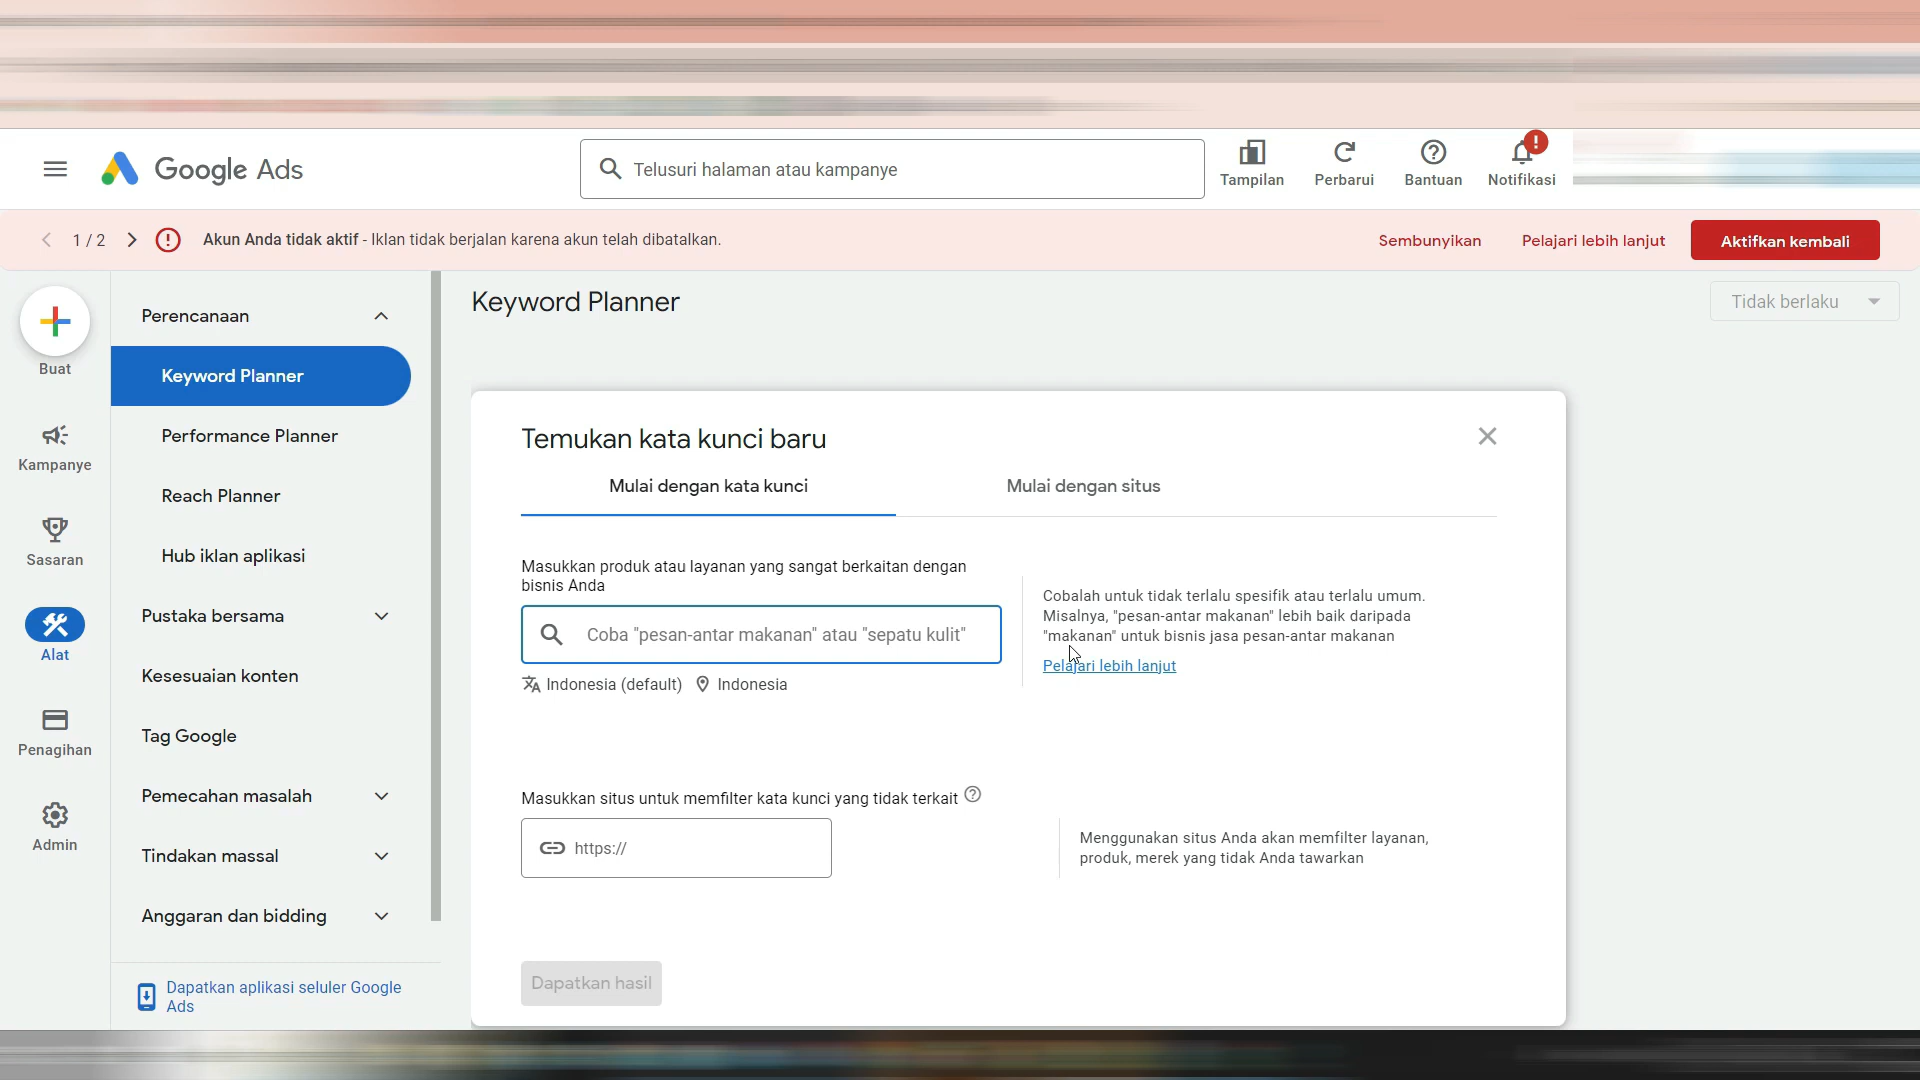 Google Ads
Telusuri halaman atau kampanye
Tampilan
Perbarui
Bantuan
Notifikasi
1 / 2
Akun Anda tidak aktif - Iklan tidak berjalan karena akun telah dibatalkan.
Sembunyikan
Pelajari lebih lanjut
Aktifkan kembali
Buat
Kampanye
Sasaran
Alat
Penagihan
Admin
Perencanaan
Keyword Planner
Performance Planner
Reach Planner
Hub iklan aplikasi
Pustaka bersama
Kesesuaian konten
Tag Google
Pemecahan masalah
Tindakan massal
Anggaran dan bidding
Dapatkan aplikasi seluler Google
Ads
Keyword Planner
Tidak berlaku
Temukan kata kunci baru
Mulai dengan kata kunci
Mulai dengan situs
Masukkan produk atau layanan yang sangat berkaitan dengan
bisnis Anda
Coba "pesan-antar makanan" atau "sepatu kulit"
Indonesia (default)
Indonesia
Cobalah untuk tidak terlalu spesifik atau terlalu umum.
Misalnya, "pesan-antar makanan" lebih baik daripada
"makanan" untuk bisnis jasa pesan-antar makanan
Pelajari lebih lanjut
Masukkan situs untuk memfilter kata kunci yang tidak terkait
https://
Menggunakan situs Anda akan memfilter layanan,
produk, merek yang tidak Anda tawarkan
Dapatkan hasil